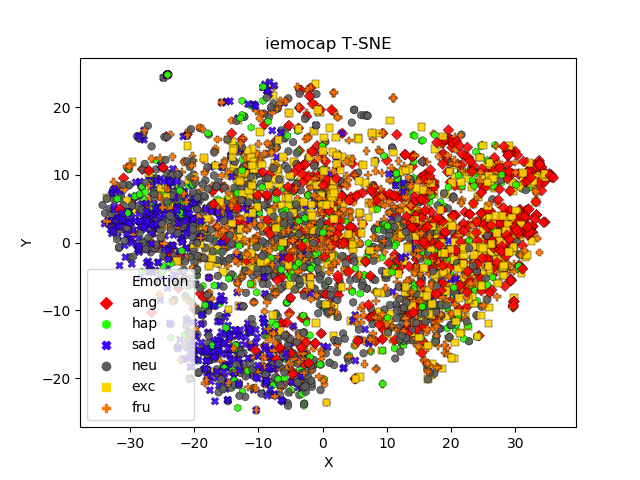 iemocap T-SNE
Y
20
10
0
−10
−20
Emotion
ang
hap
sad
neu
exc
fru
−30
−20
−10
0
10
20
30
X